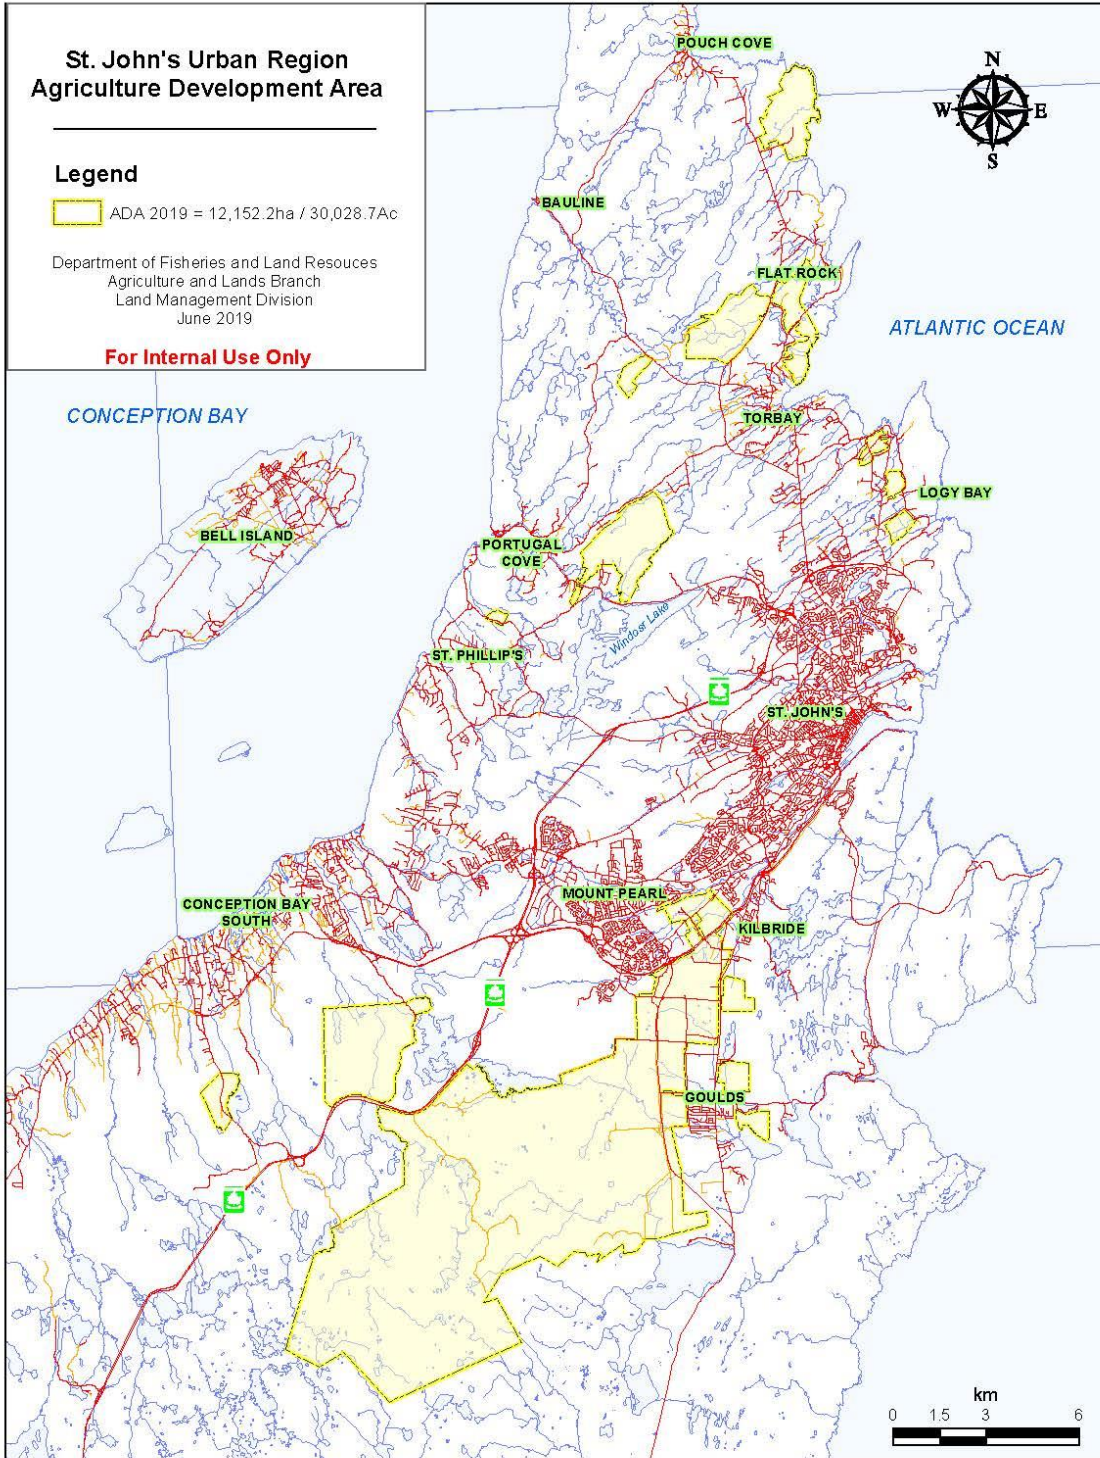 St. John's Urban Region
Agriculture Development Area
Legend
ADA 2019 = 12,152.2ha / 30,028.7Ac
Department of Fisheries and Land Resouces
Agriculture and Lands Branch
Land Management Division
June 2019
For Internal Use Only
N
W E
S
POUCH COVE
BAULINE
FLAT ROCK
ATLANTIC OCEAN
CONCEPTION BAY
TORBAY
LOGY BAY
BELL ISLAND
PORTUGAL
COVE
Windosr Lake
ST. PHILLIP'S
ST. JOHN'S
MOUNT PEARL
CONCEPTION BAY
SOUTH
KILBRIDE
GOULDS
km
0 1.5 3 6